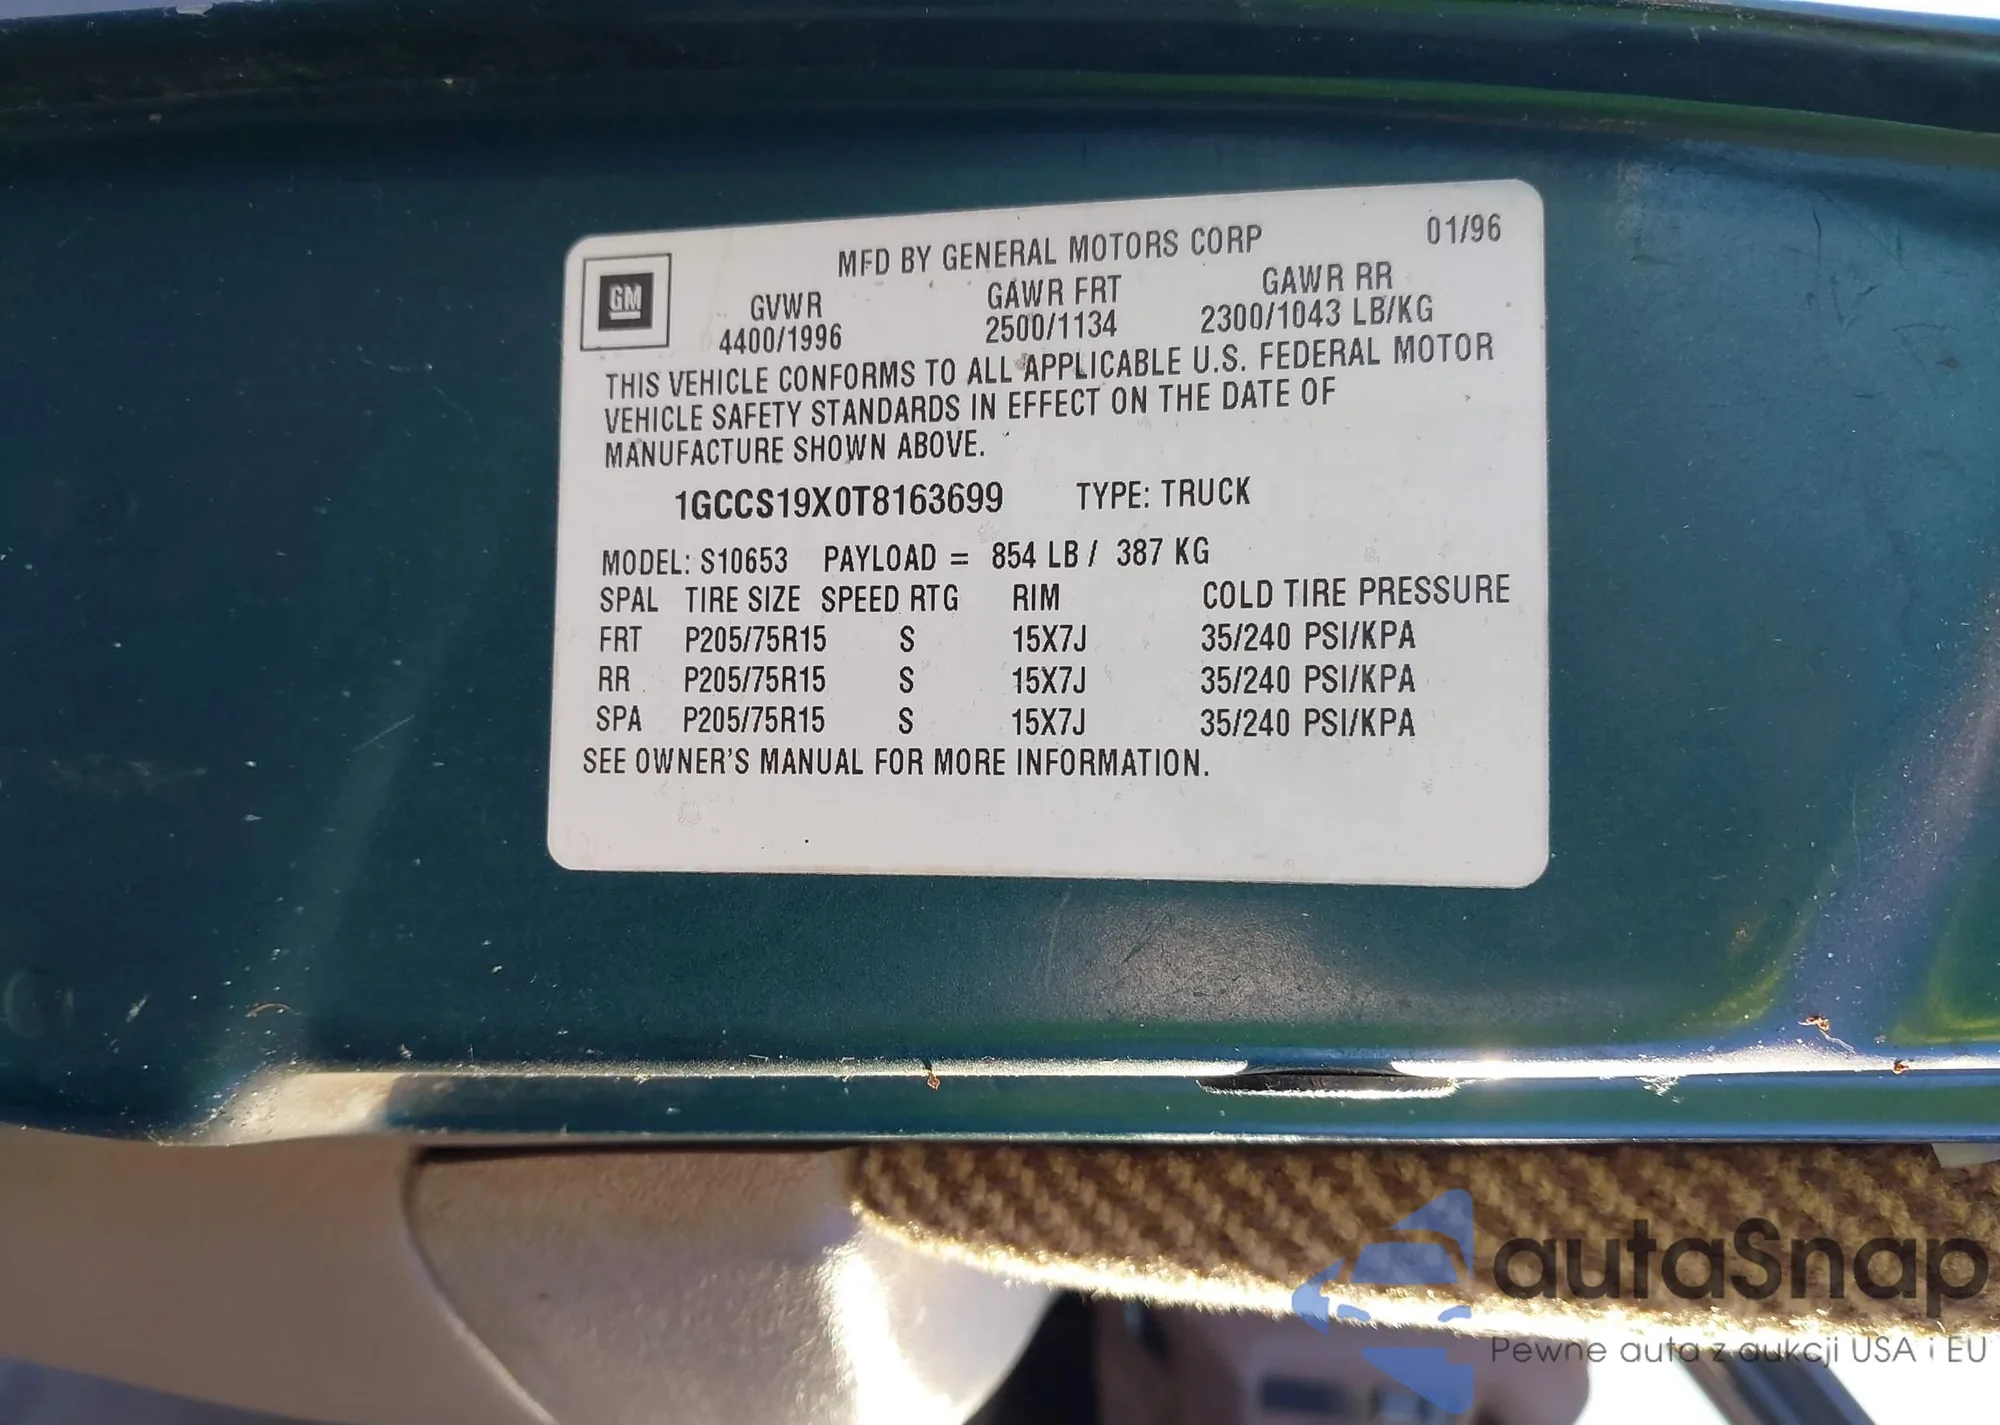 MFD BY GENERAL MOTORS CORP 01/96
GM
GVWR GAWR FRT GAWR RR
4400/1996 2500/1134 2300/1043 LB/KG
THIS VEHICLE CONFORMS TO ALL APPLICABLE U.S. FEDERAL MOTOR
VEHICLE SAFETY STANDARDS IN EFFECT ON THE DATE OF
MANUFACTURE SHOWN ABOVE.
1GCCS19X0T8163699 TYPE: TRUCK
MODEL: S10653 PAYLOAD = 854 LB / 387 KG
SPAL TIRE SIZE SPEED RTG RIM COLD TIRE PRESSURE
FRT P205/75R15 S 15X7J 35/240 PSI/KPA
RR P205/75R15 S 15X7J 35/240 PSI/KPA
SPA P205/75R15 S 15X7J 35/240 PSI/KPA
SEE OWNER'S MANUAL FOR MORE INFORMATION.
autaSnap
Pewne auta z aukcji USA i EU